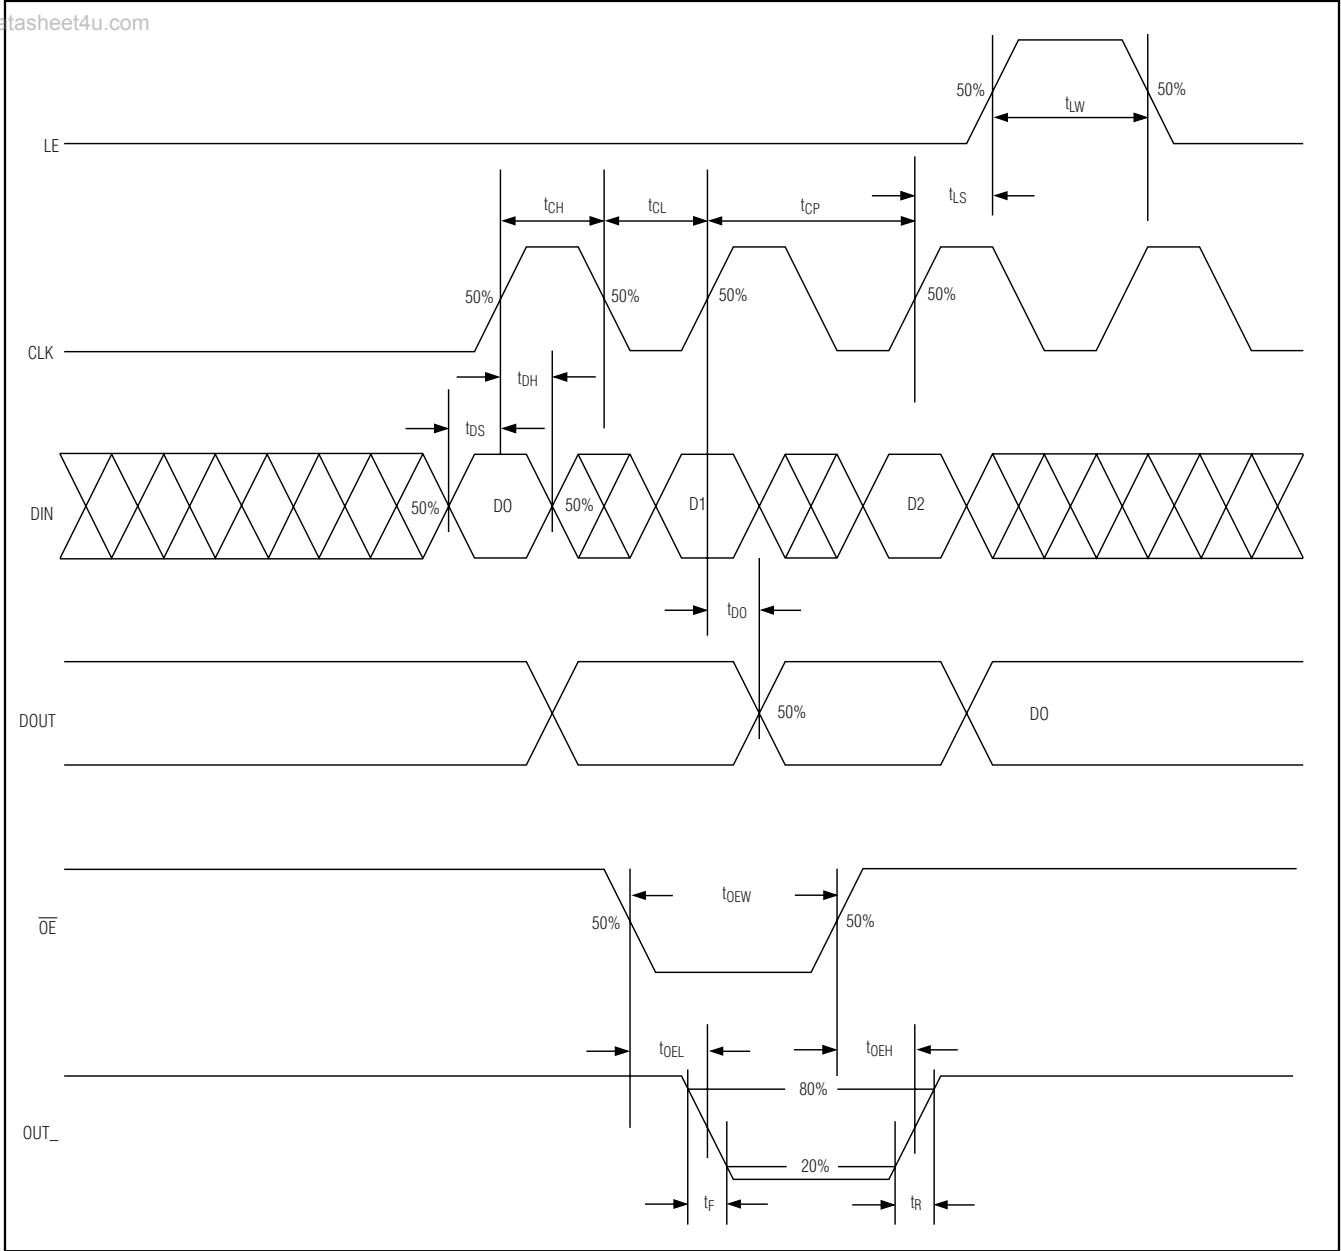 atasheet4u.com
50%
50%
tLW
LE
tLS
tCH
tCL
tCP
50%
50%
50%
50%
CLK
tDH
tDS
DIN
50%
D0
50%
D1
D2
tDO
DOUT
50%
D0
tOEW
OE
50%
50%
tOEL
tOEH
80%
OUT_
20%
tF
tR